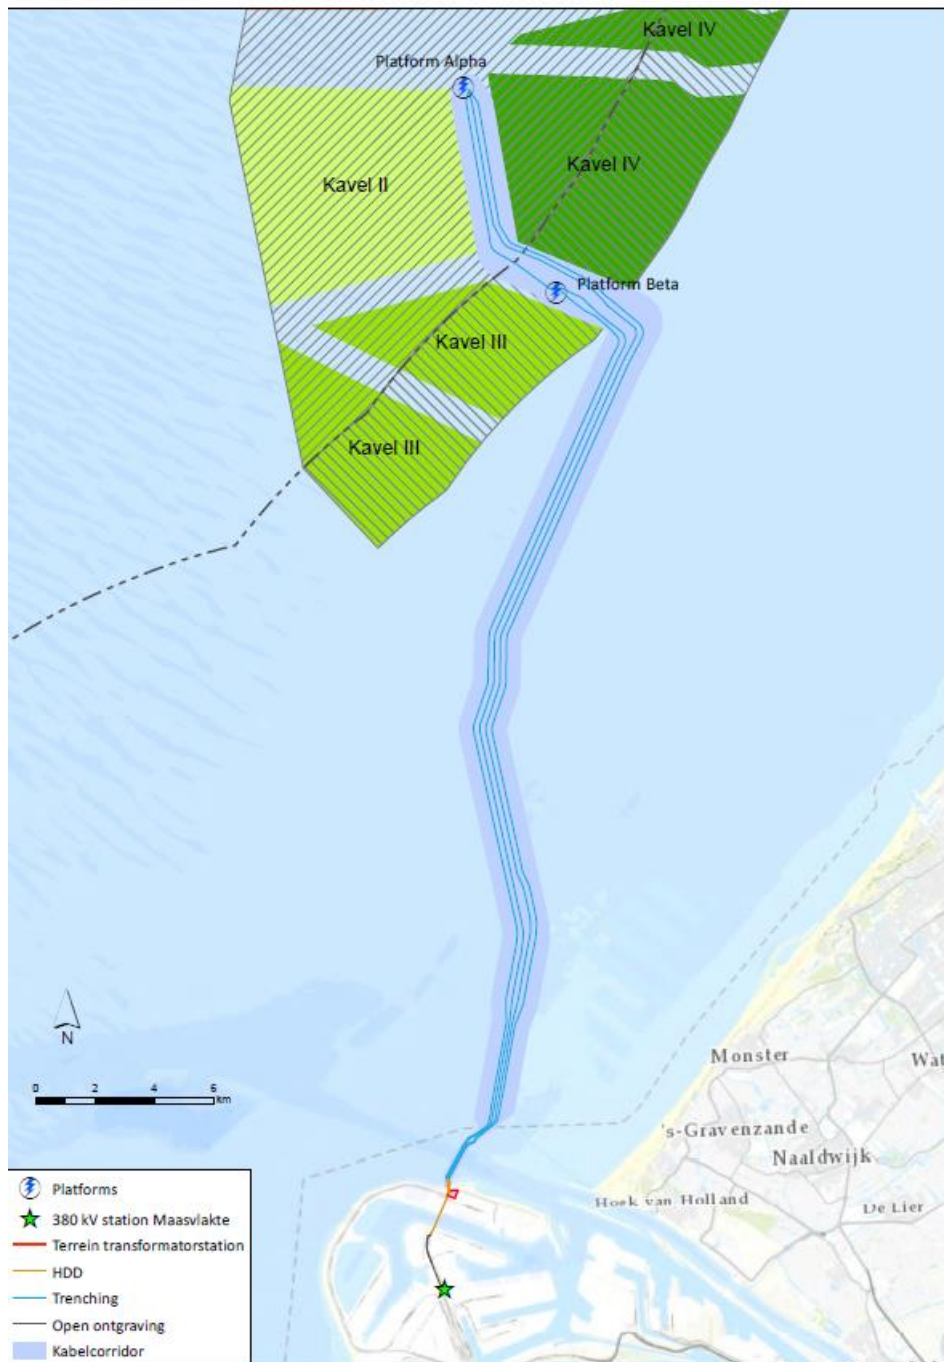 Kavel IV
Platform Alpha
Kavel IV
Kavel II
Platform Beta
Kavel III
Kavel III
N
0 2 4 6
km
Monster
Wat
's-Gravenzande
Naaldwijk
Hoek van Holland
De Lier
Platforms
380 kV station Maasvlakte
Terrein transformatorstation
HDD
Trenching
Open ontgraving
Kabelcorridor